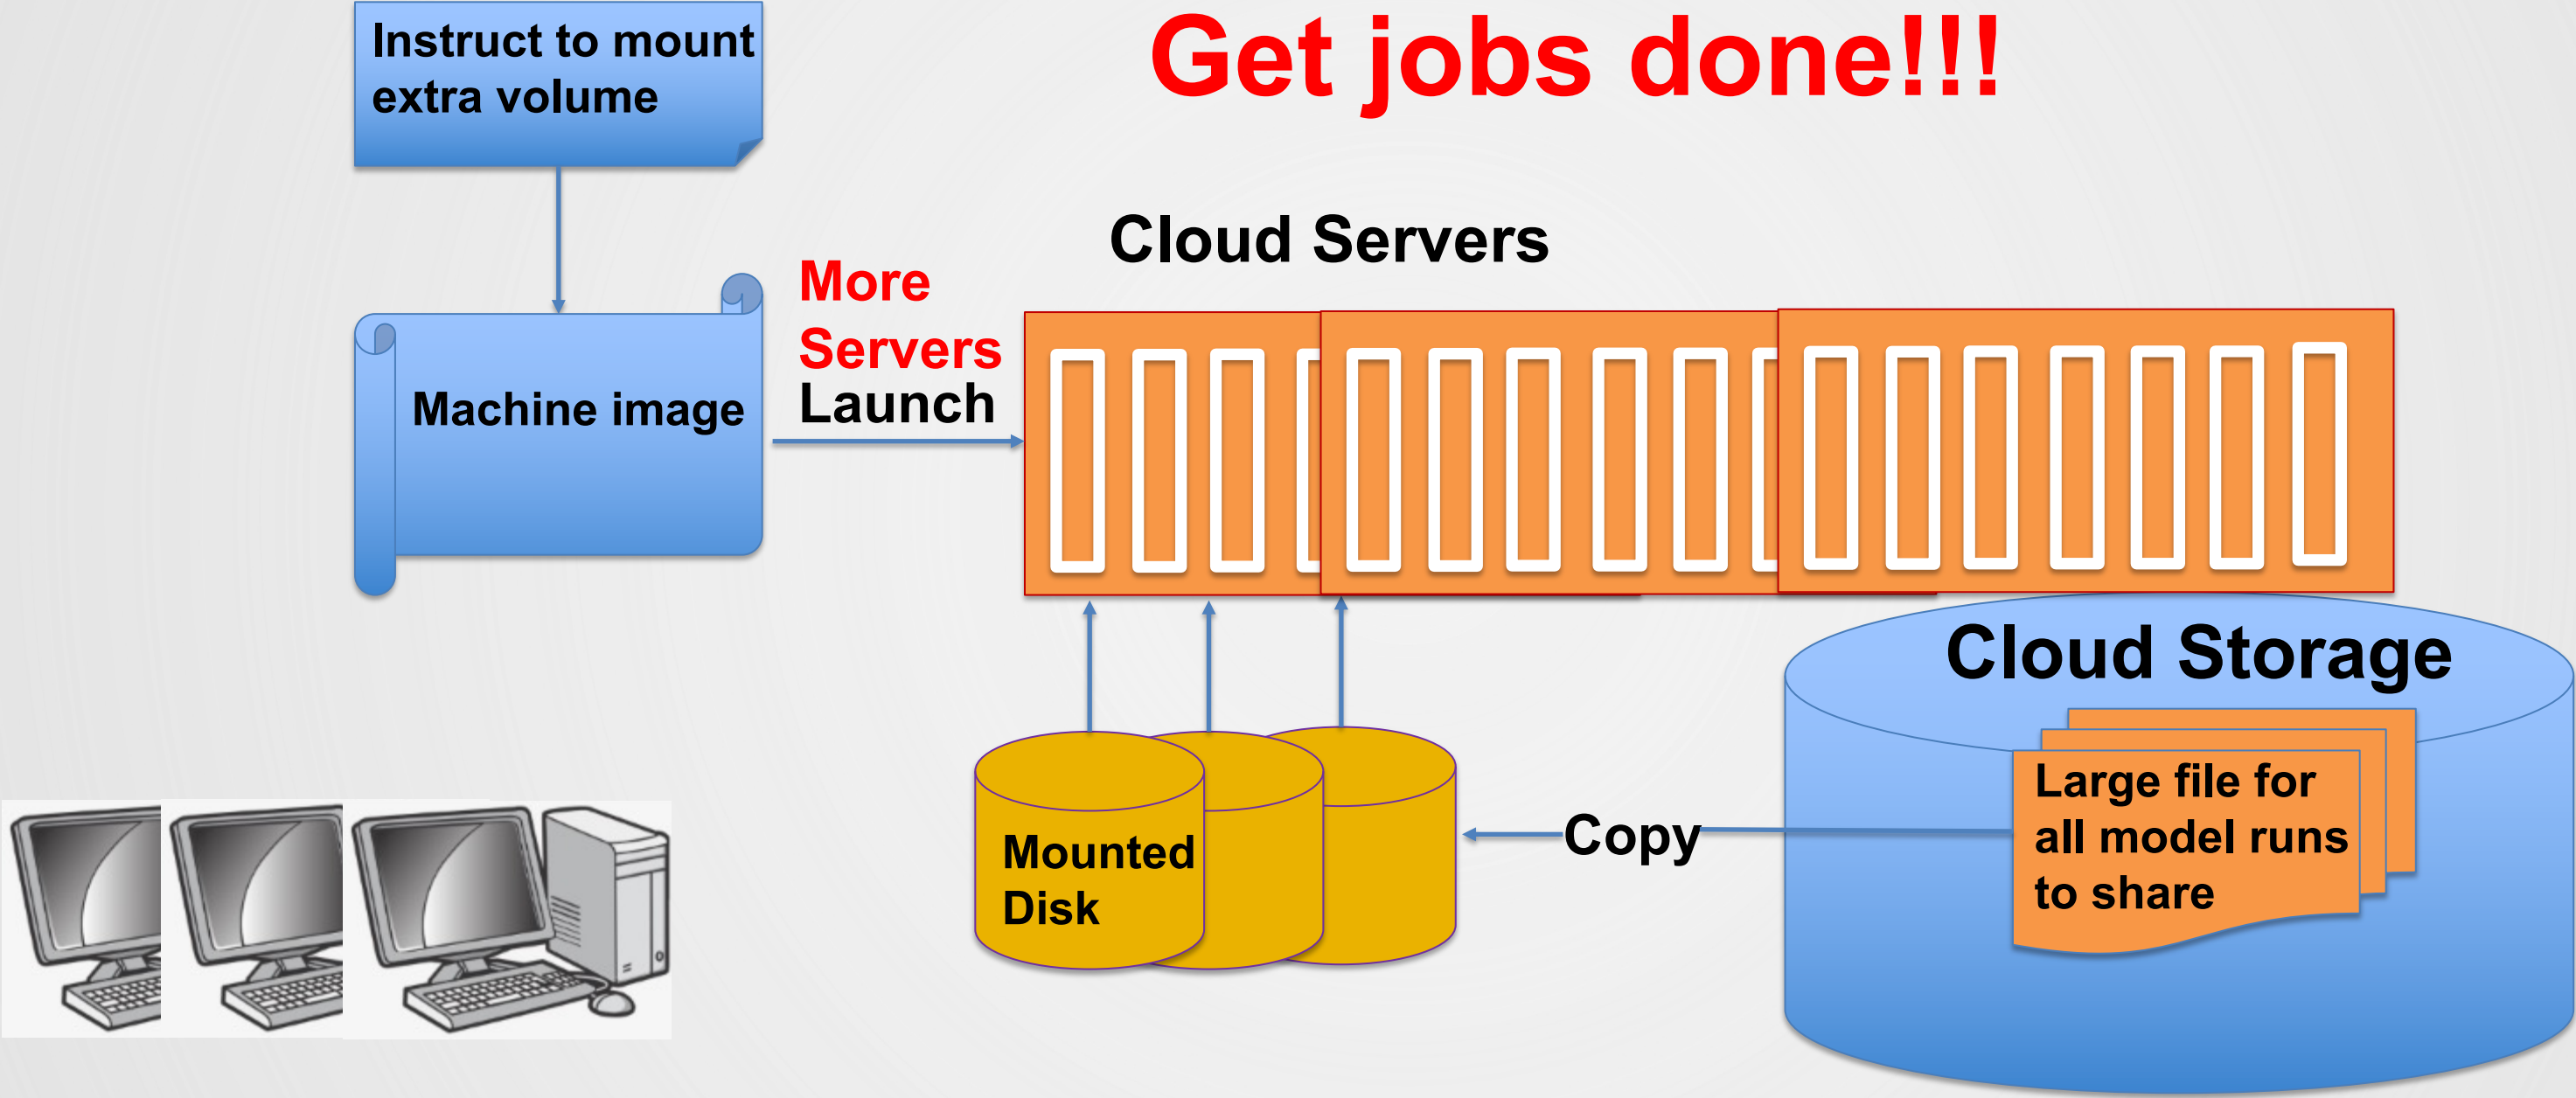 Instruct to mount
extra volume
Get jobs done!!!
Cloud Servers
More
Servers
Launch
Machine image
Cloud Storage
Large file for
all model runs
to share
Copy
Mounted
Disk